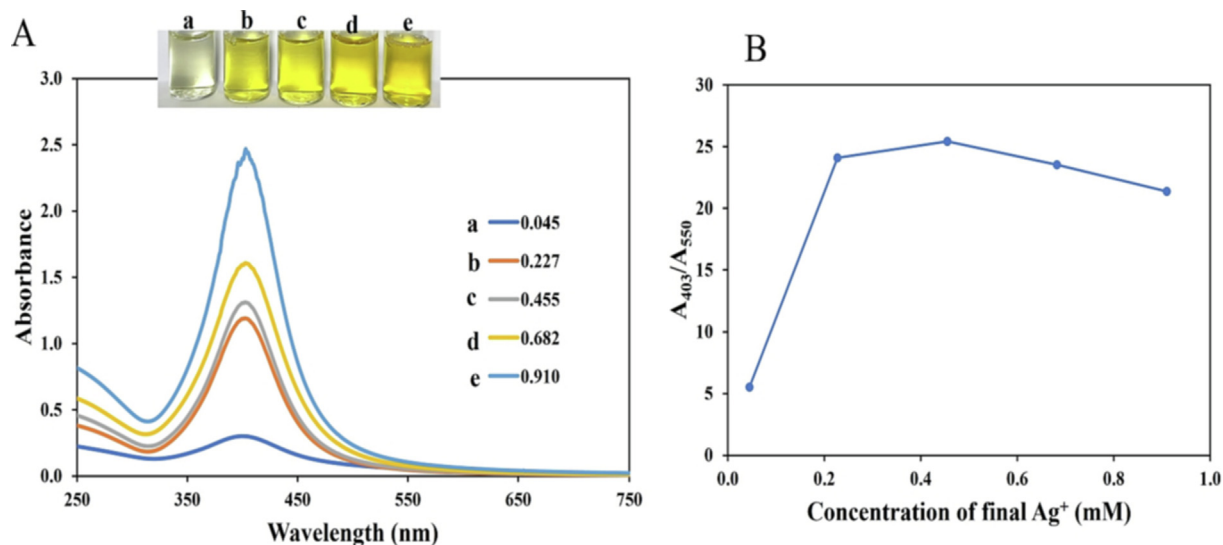 A
a b c d e
3.0
2.5
2.0
1.5
1.0
0.5
0.0
Absorbance
a 0.045
b 0.227
c 0.455
d 0.682
e 0.910
250 350 450 550 650 750
Wavelength (nm)
B
30
25
20
15
10
5
0
A₄₀₃/A₅₅₀
0.0 0.2 0.4 0.6 0.8 1.0
Concentration of final Ag⁺ (mM)